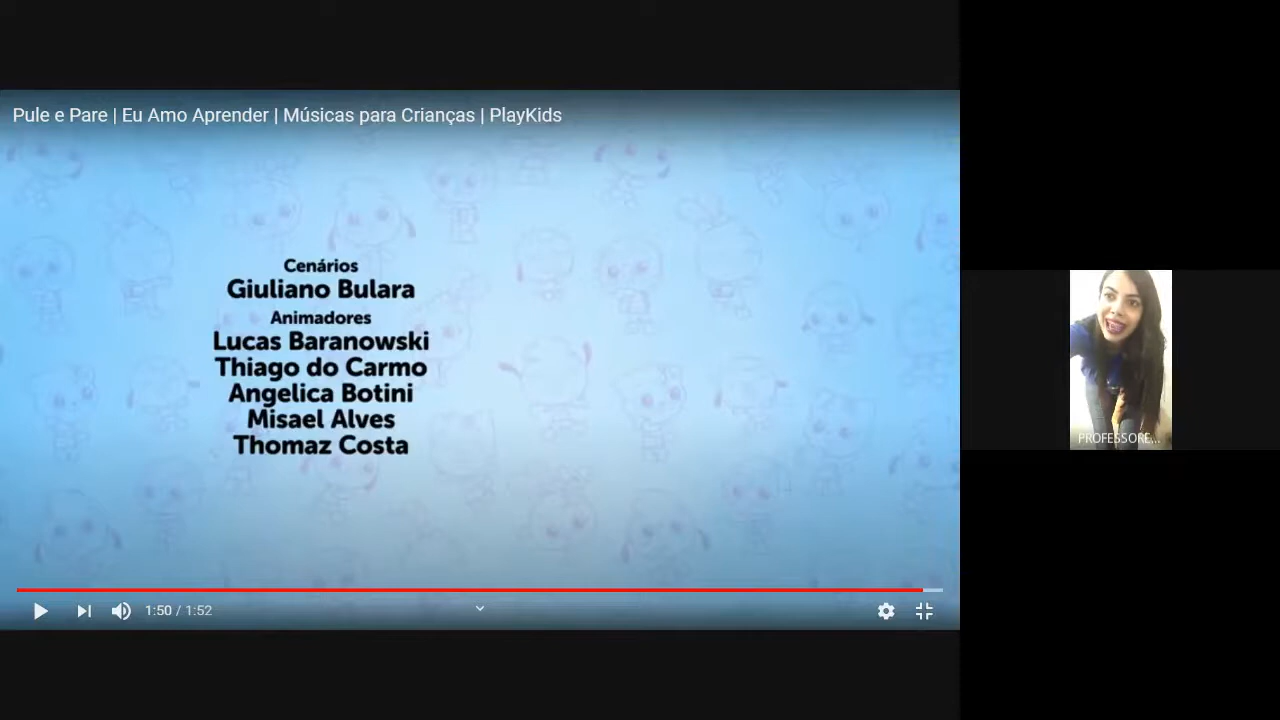 Pule e Pare | Eu Amo Aprender | Músicas para Crianças | PlayKids
Cenários
Giuliano Bulara
Animadores
Lucas Baranowski
Thiago do Carmo
Angelica Botini
Misael Alves
Thomaz Costa
1:50 / 1:52
PROFESSORE...